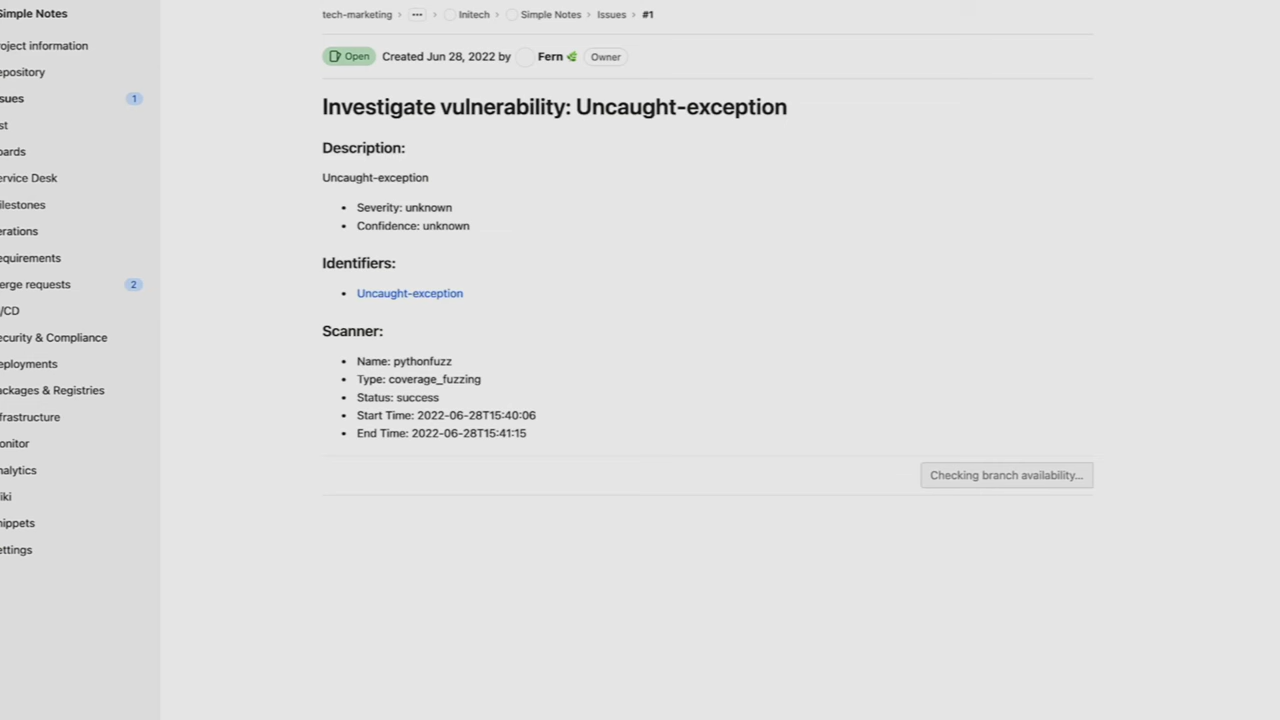 Simple Notes
oject information
epository
sues 1
st
oards
ervice Desk
ilestones
erations
equirements
erge requests 2
/CD
ecurity & Compliance
eployments
ackages & Registries
frastructure
onitor
nalytics
iki
nippets
ettings
tech-marketing › ••• › Initech › Simple Notes › Issues › #1
Open Created Jun 28, 2022 by Fern 🌿 Owner
Investigate vulnerability: Uncaught-exception
Description:
Uncaught-exception
• Severity: unknown
• Confidence: unknown
Identifiers:
• Uncaught-exception
Scanner:
• Name: pythonfuzz
• Type: coverage_fuzzing
• Status: success
• Start Time: 2022-06-28T15:40:06
• End Time: 2022-06-28T15:41:15
Checking branch availability...